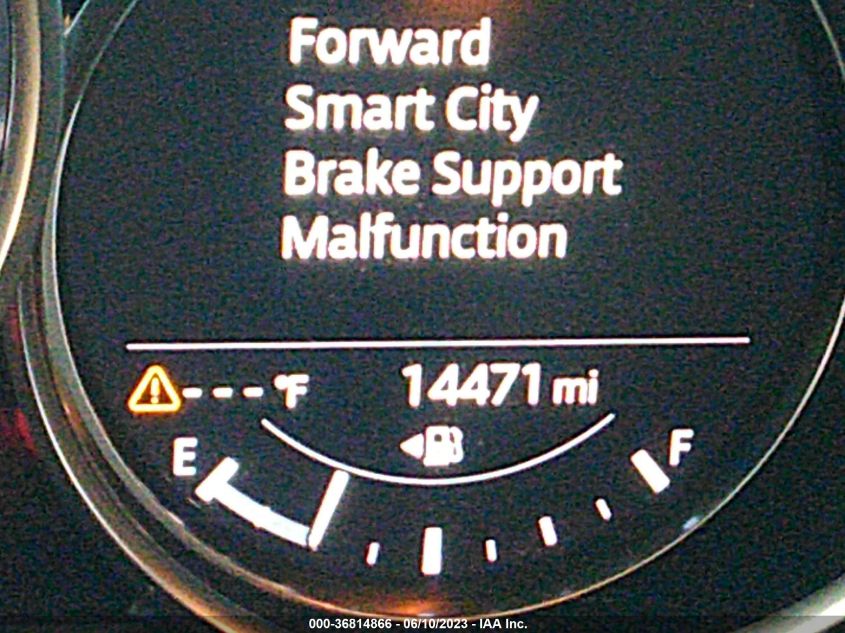 Forward
Smart City
Brake Support
Malfunction
---°F 14471 mi
E F
000-36814866 - 06/10/2023 - IAA Inc.